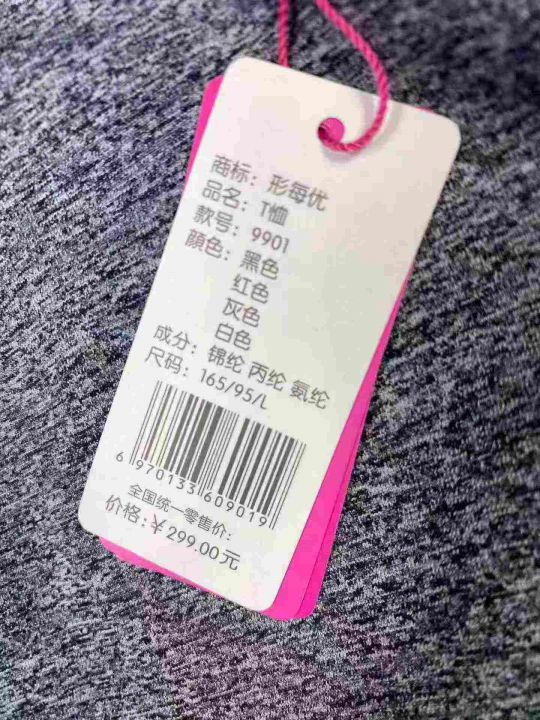 商标：形每优
品名：T恤
款号：9901
顔色：黑色
红色
灰色
白色
成分：锦纶 丙纶 氨纶
尺码：165/95/L
6 970133 609019
全国统一零售价：
价格：¥299.00元